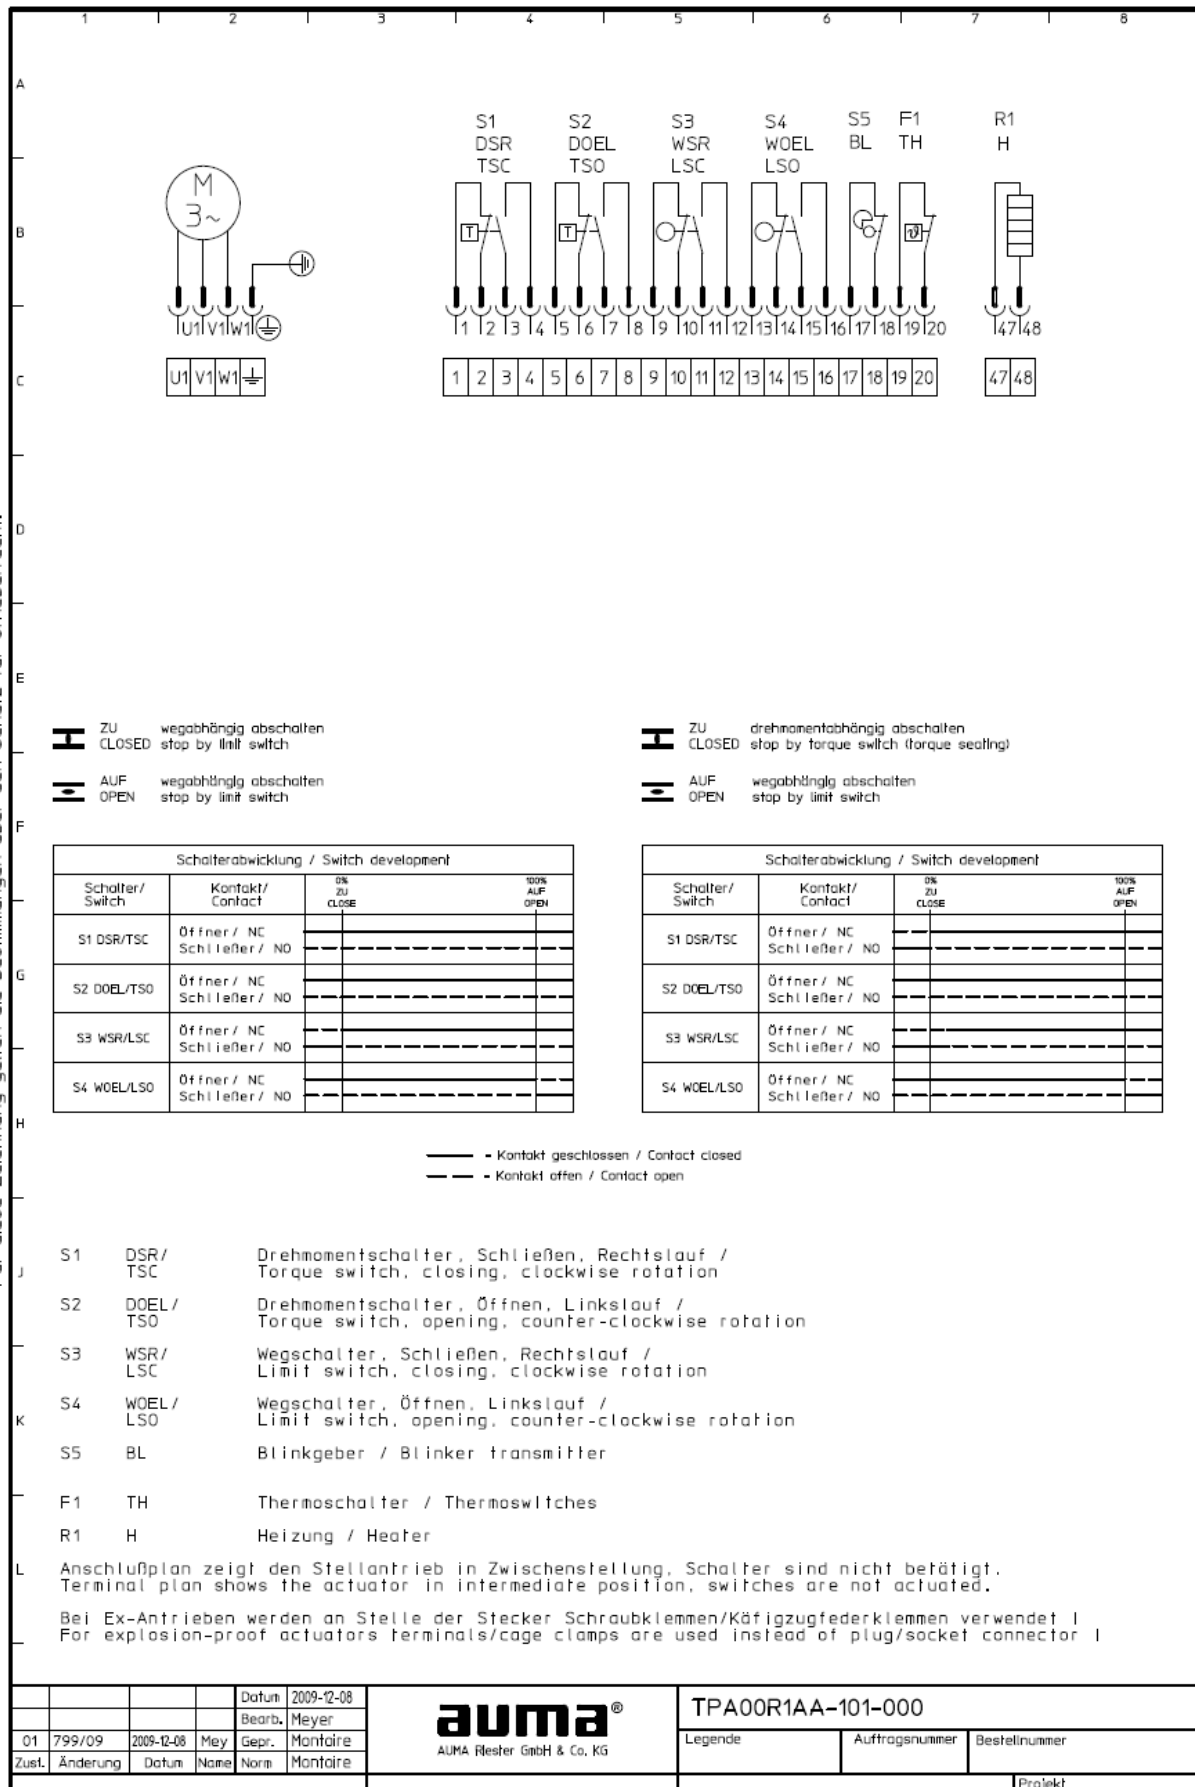 1 2 3 4 5 6 7 8
A
S1 S2 S3 S4 S5 F1 R1
DSR DOEL WSR WOEL BL TH H
TSC TSO LSC LSO
M
3~
B
T T ϑ
U1 V1 W1
1 2 3 4 5 6 7 8 9 10 11 12 13 14 15 16 17 18 19 20 47 48
C
U1 V1 W1
1 2 3 4 5 6 7 8 9 10 11 12 13 14 15 16 17 18 19 20 47 48
D
E
ZU wegabhängig abschalten
CLOSED stop by limit switch
AUF wegabhängig abschalten
OPEN stop by limit switch
ZU drehmomentabhängig abschalten
CLOSED stop by torque switch (torque seating)
AUF wegabhängig abschalten
OPEN stop by limit switch
F
Schalterabwicklung / Switch development
Schalter/ Switch
Kontakt/ Contact
0% ZU CLOSE
100% AUF OPEN
S1 DSR/TSC
Öffner/ NC
Schließer/ NO
G
S2 DOEL/TSO
Öffner/ NC
Schließer/ NO
S3 WSR/LSC
Öffner/ NC
Schließer/ NO
S4 WOEL/LSO
Öffner/ NC
Schließer/ NO
Schalterabwicklung / Switch development
Schalter/ Switch
Kontakt/ Contact
0% ZU CLOSE
100% AUF OPEN
S1 DSR/TSC
Öffner/ NC
Schließer/ NO
S2 DOEL/TSO
Öffner/ NC
Schließer/ NO
S3 WSR/LSC
Öffner/ NC
Schließer/ NO
S4 WOEL/LSO
Öffner/ NC
Schließer/ NO
H
- Kontakt geschlossen / Contact closed
- Kontakt offen / Contact open
S1 DSR/ Drehmomentschalter, Schließen, Rechtslauf /
J
TSC Torque switch, closing, clockwise rotation
S2 DOEL/ Drehmomentschalter, Öffnen, Linkslauf /
TSO Torque switch, opening, counter-clockwise rotation
S3 WSR/ Wegschalter, Schließen, Rechtslauf /
LSC Limit switch, closing, clockwise rotation
S4 WOEL/ Wegschalter, Öffnen, Linkslauf /
K
LSO Limit switch, opening, counter-clockwise rotation
S5 BL Blinkgeber / Blinker transmitter
F1 TH Thermoschalter / Thermoswitches
R1 H Heizung / Heater
L
Anschlußplan zeigt den Stellantrieb in Zwischenstellung, Schalter sind nicht betätigt.
Terminal plan shows the actuator in intermediate position, switches are not actuated.
Bei Ex-Antrieben werden an Stelle der Stecker Schraubklemmen/Käfigzugfederklemmen verwendet !
For explosion-proof actuators terminals/cage clamps are used instead of plug/socket connector !
Datum 2009-12-08
Bearb. Meyer
01 799/09 2009-12-08 Mey Gepr. Montaire
Zust. Änderung Datum Name Norm Montaire
auma®
AUMA Riester GmbH & Co. KG
TPA00R1AA-101-000
Legende Auftragsnummer Bestellnummer
Projekt